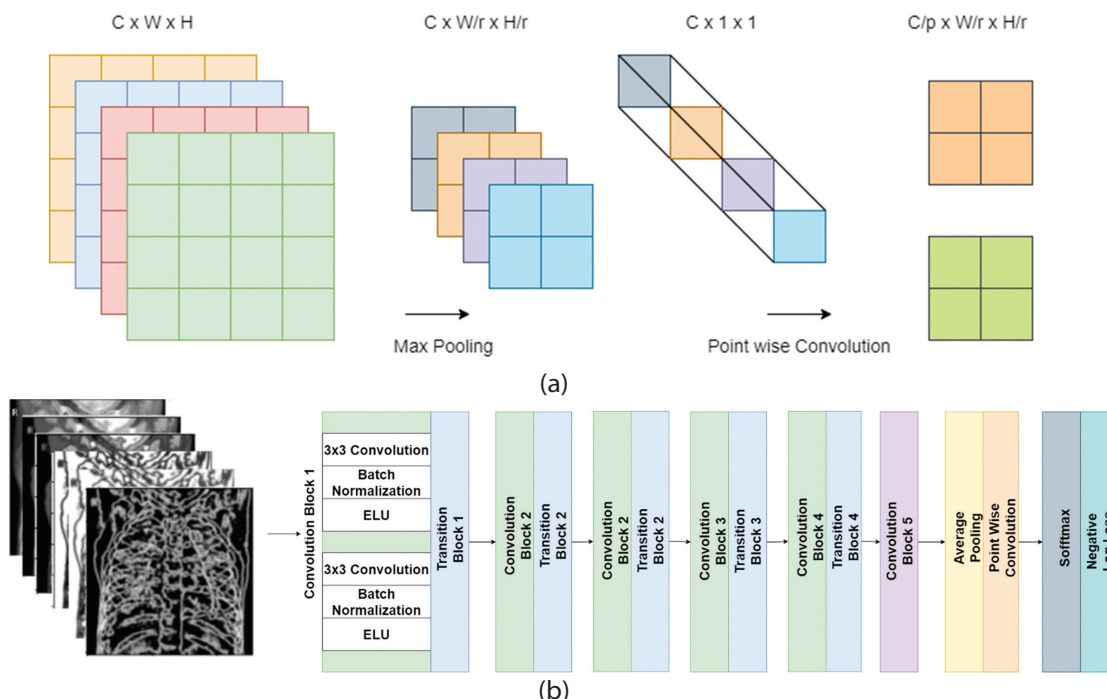 C x W x H
C x W/r x H/r
C x 1 x 1
C/p x W/r x H/r
Max Pooling
Point wise Convolution
(a)
R
Convolution Block 1
3x3 Convolution
Batch
Normalization
ELU
3x3 Convolution
Batch
Normalization
ELU
Transition
Block 1
Convolution
Block 2
Transition
Block 2
Convolution
Block 2
Transition
Block 2
Convolution
Block 3
Transition
Block 3
Convolution
Block 4
Transition
Block 4
Convolution
Block 5
Average
Pooling
Point Wise
Convolution
Sofftmax
Negative
(b)